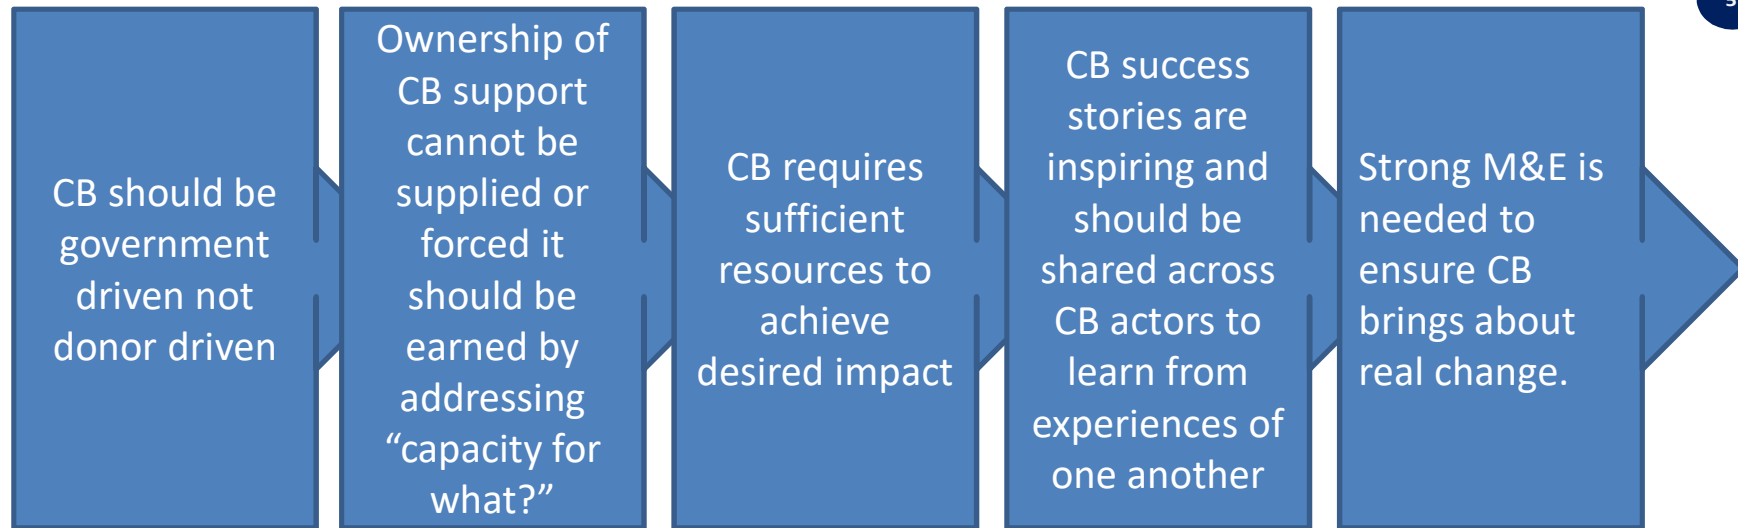 CB should be
government
driven not
donor driven
Ownership of
CB support
cannot be
supplied or
forced it
should be
earned by
addressing
“capacity for
what?”
CB requires
sufficient
resources to
achieve
desired impact
CB success
stories are
inspiring and
should be
shared across
CB actors to
learn from
experiences of
one another
Strong M&E is
needed to
ensure CB
brings about
real change.